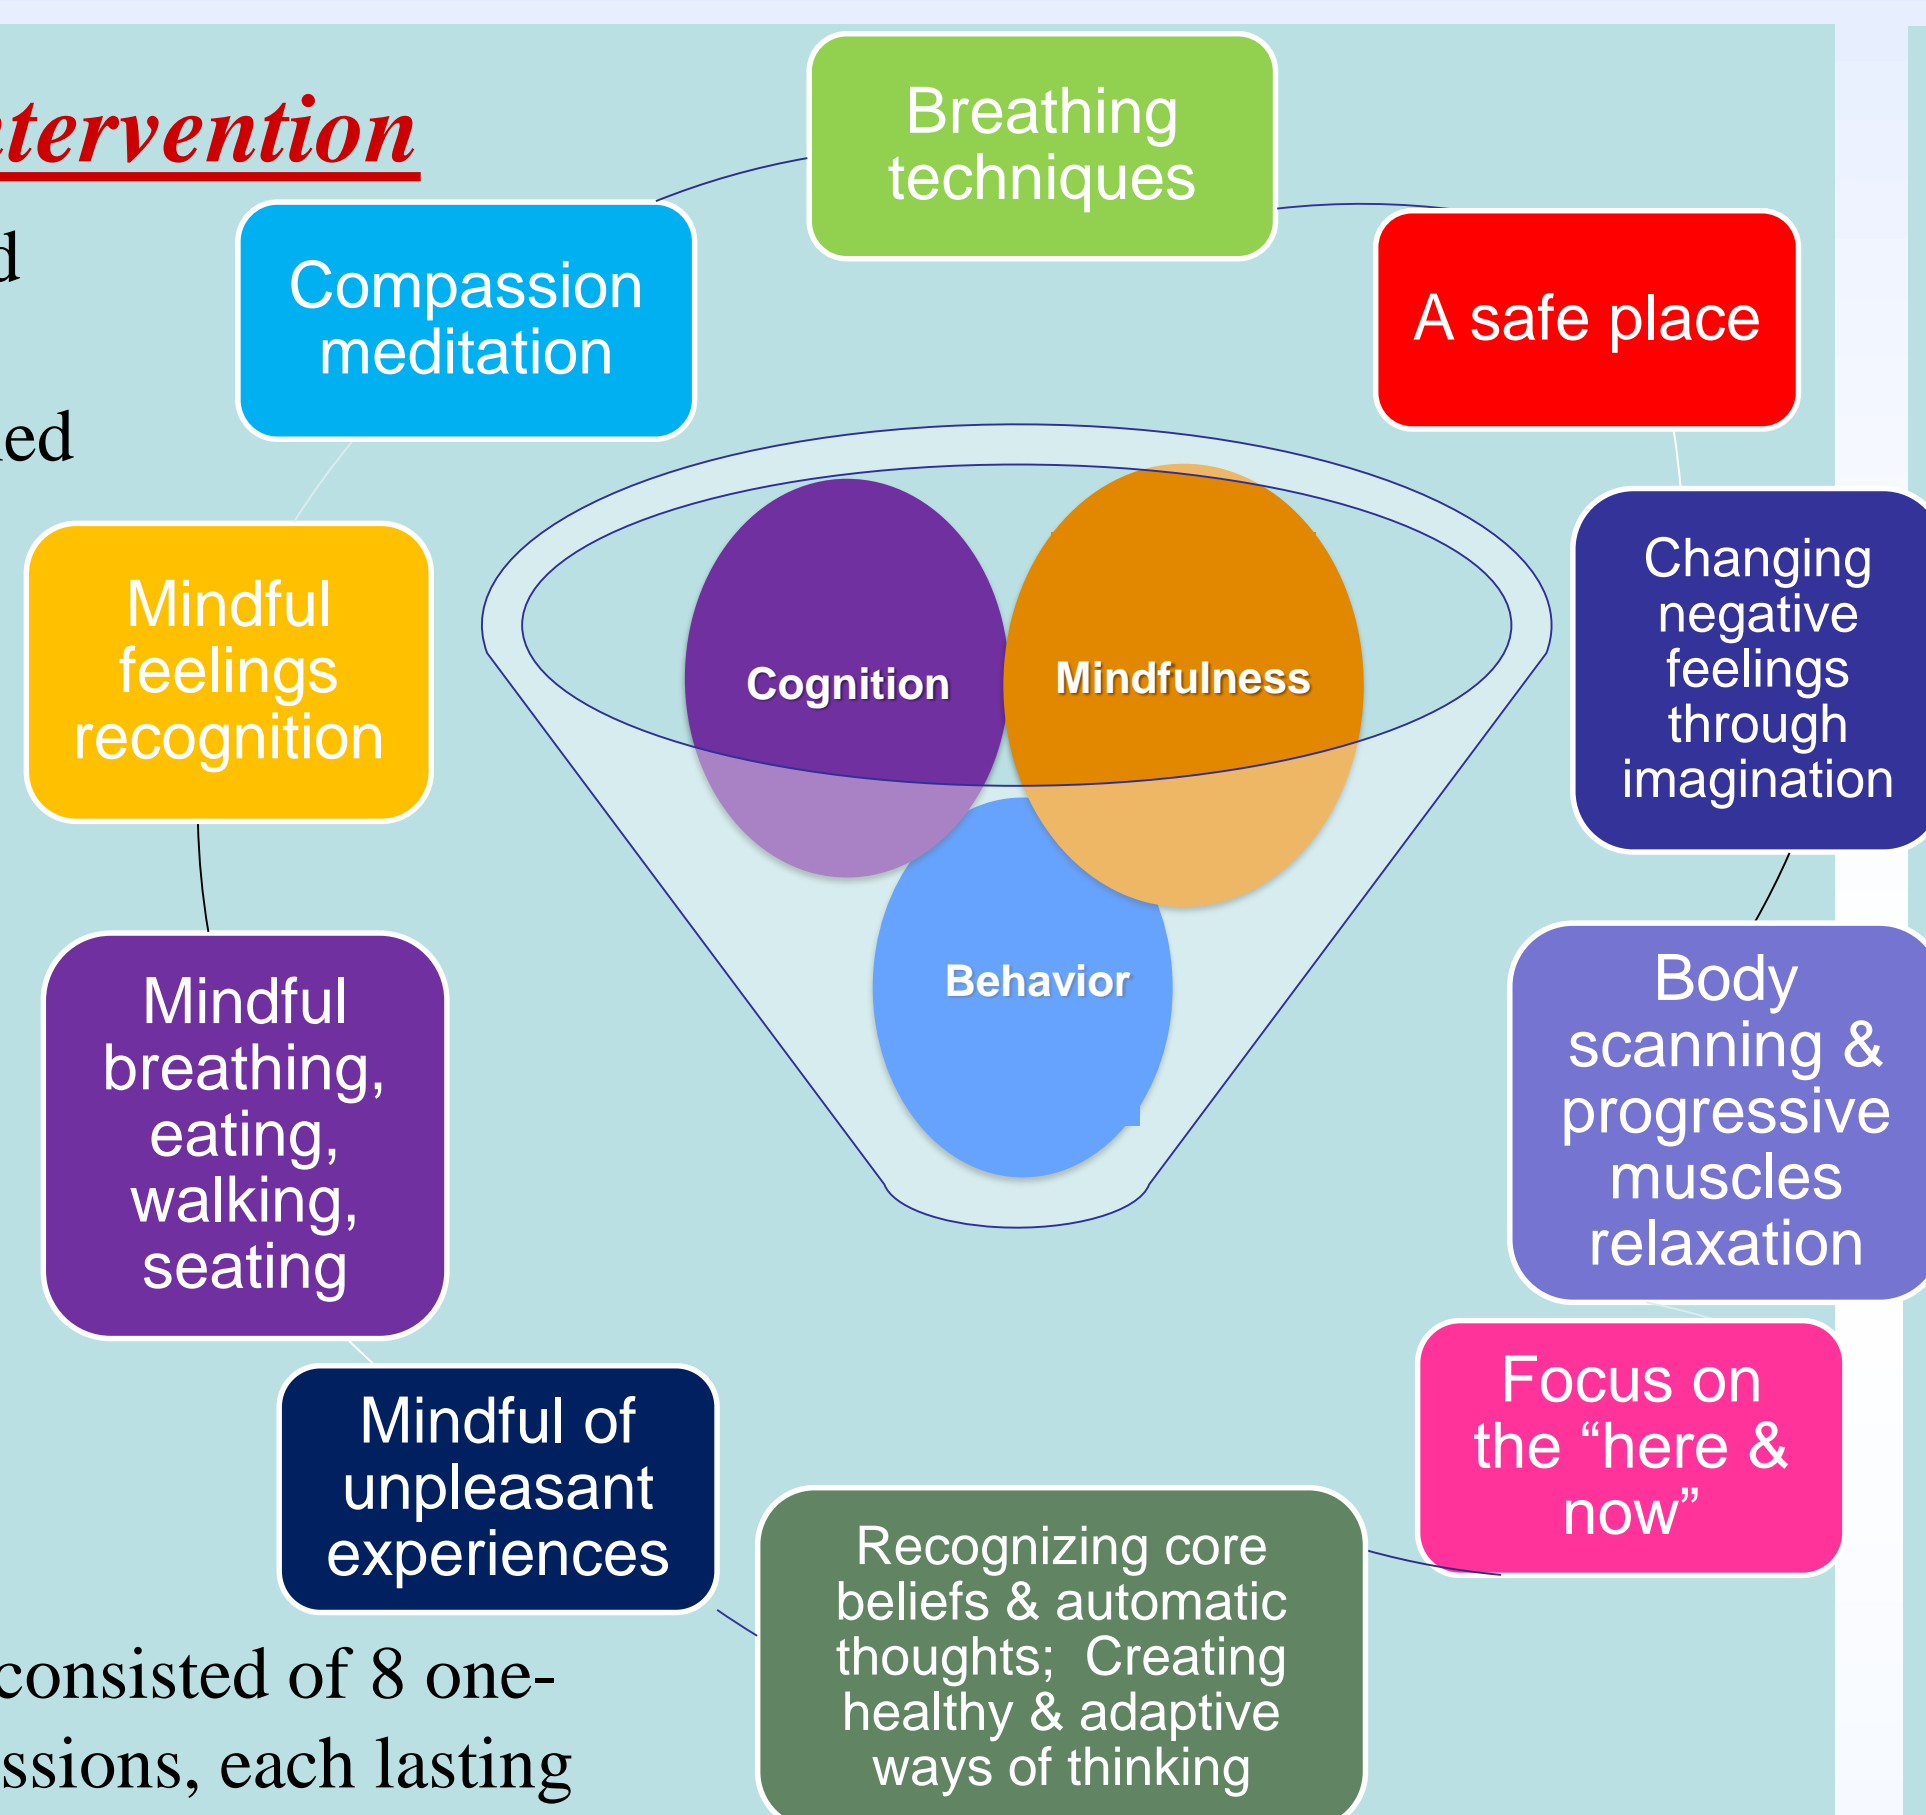 ntervention
d
ed
Breathing
techniques
Compassion
meditation
A safe place
Mindful
feelings
recognition
Cognition
Mindfulness
Behavior
Changing
negative
feelings
through
imagination
Mindful
breathing,
eating,
walking,
seating
Body
scanning &
progressive
muscles
relaxation
Mindful of
unpleasant
experiences
Focus on
the “here &
now”
Recognizing core
beliefs & automatic
thoughts;  Creating
healthy & adaptive
ways of thinking
consisted of 8 one-
ssions, each lasting